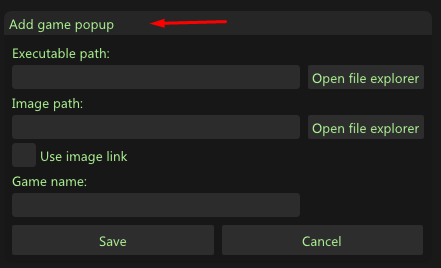 Add game popup
Executable path:
Open file explorer
Image path:
Open file explorer
Use image link
Game name:
Save Cancel